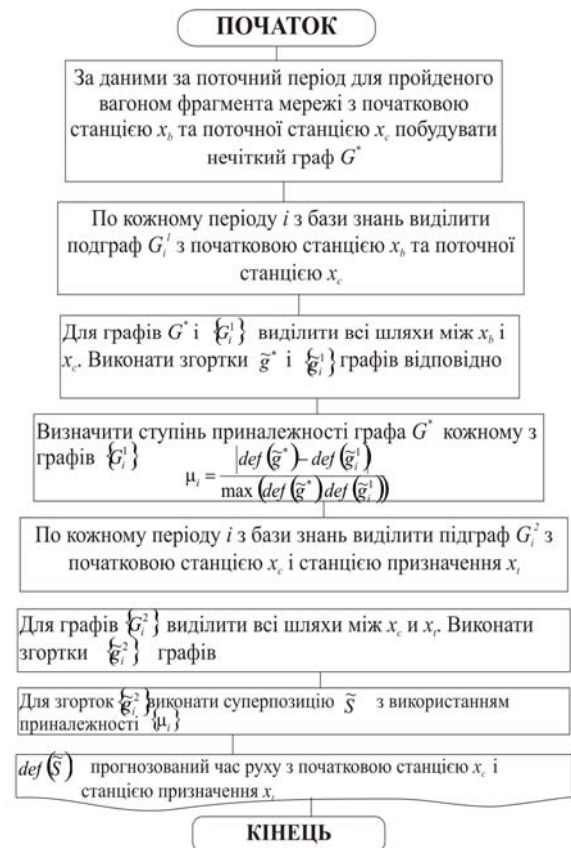 ПОЧАТОК
За даними за поточний період для пройденого
вагоном фрагмента мережі з початковою
станцією x_b та поточної станцією x_c побудувати
нечіткий граф G*
По кожному періоду i з бази знань виділити
подграф G_i^1 з початковою станцією x_b та поточної
станцією x_c
Для графів G* і {G_i^1} виділити всі шляхи між x_b і
x_c. Виконати згортки g̃* і {g̃_i^1} графів відповідно
Визначити ступінь приналежності графа G* кожному з
графів {G_i^1}
μ_i = |def(g̃*) − def(g̃_i^1)| / max(def(g̃*)def(g̃_i^1))
По кожному періоду i з бази знань виділити підграф G_i^2 з
початковою станцією x_c і станцією призначення x_t
Для графів {G_i^2} виділити всі шляхи між x_c и x_t. Виконати
згортки {g̃_i^2} графів
Для згорток {g̃_i^2} виконати суперпозицію S̃ з використанням
приналежності {μ_i}
def(S̃) прогнозований час руху з початковою станцією x_c і
станцією призначення x_t
КІНЕЦЬ